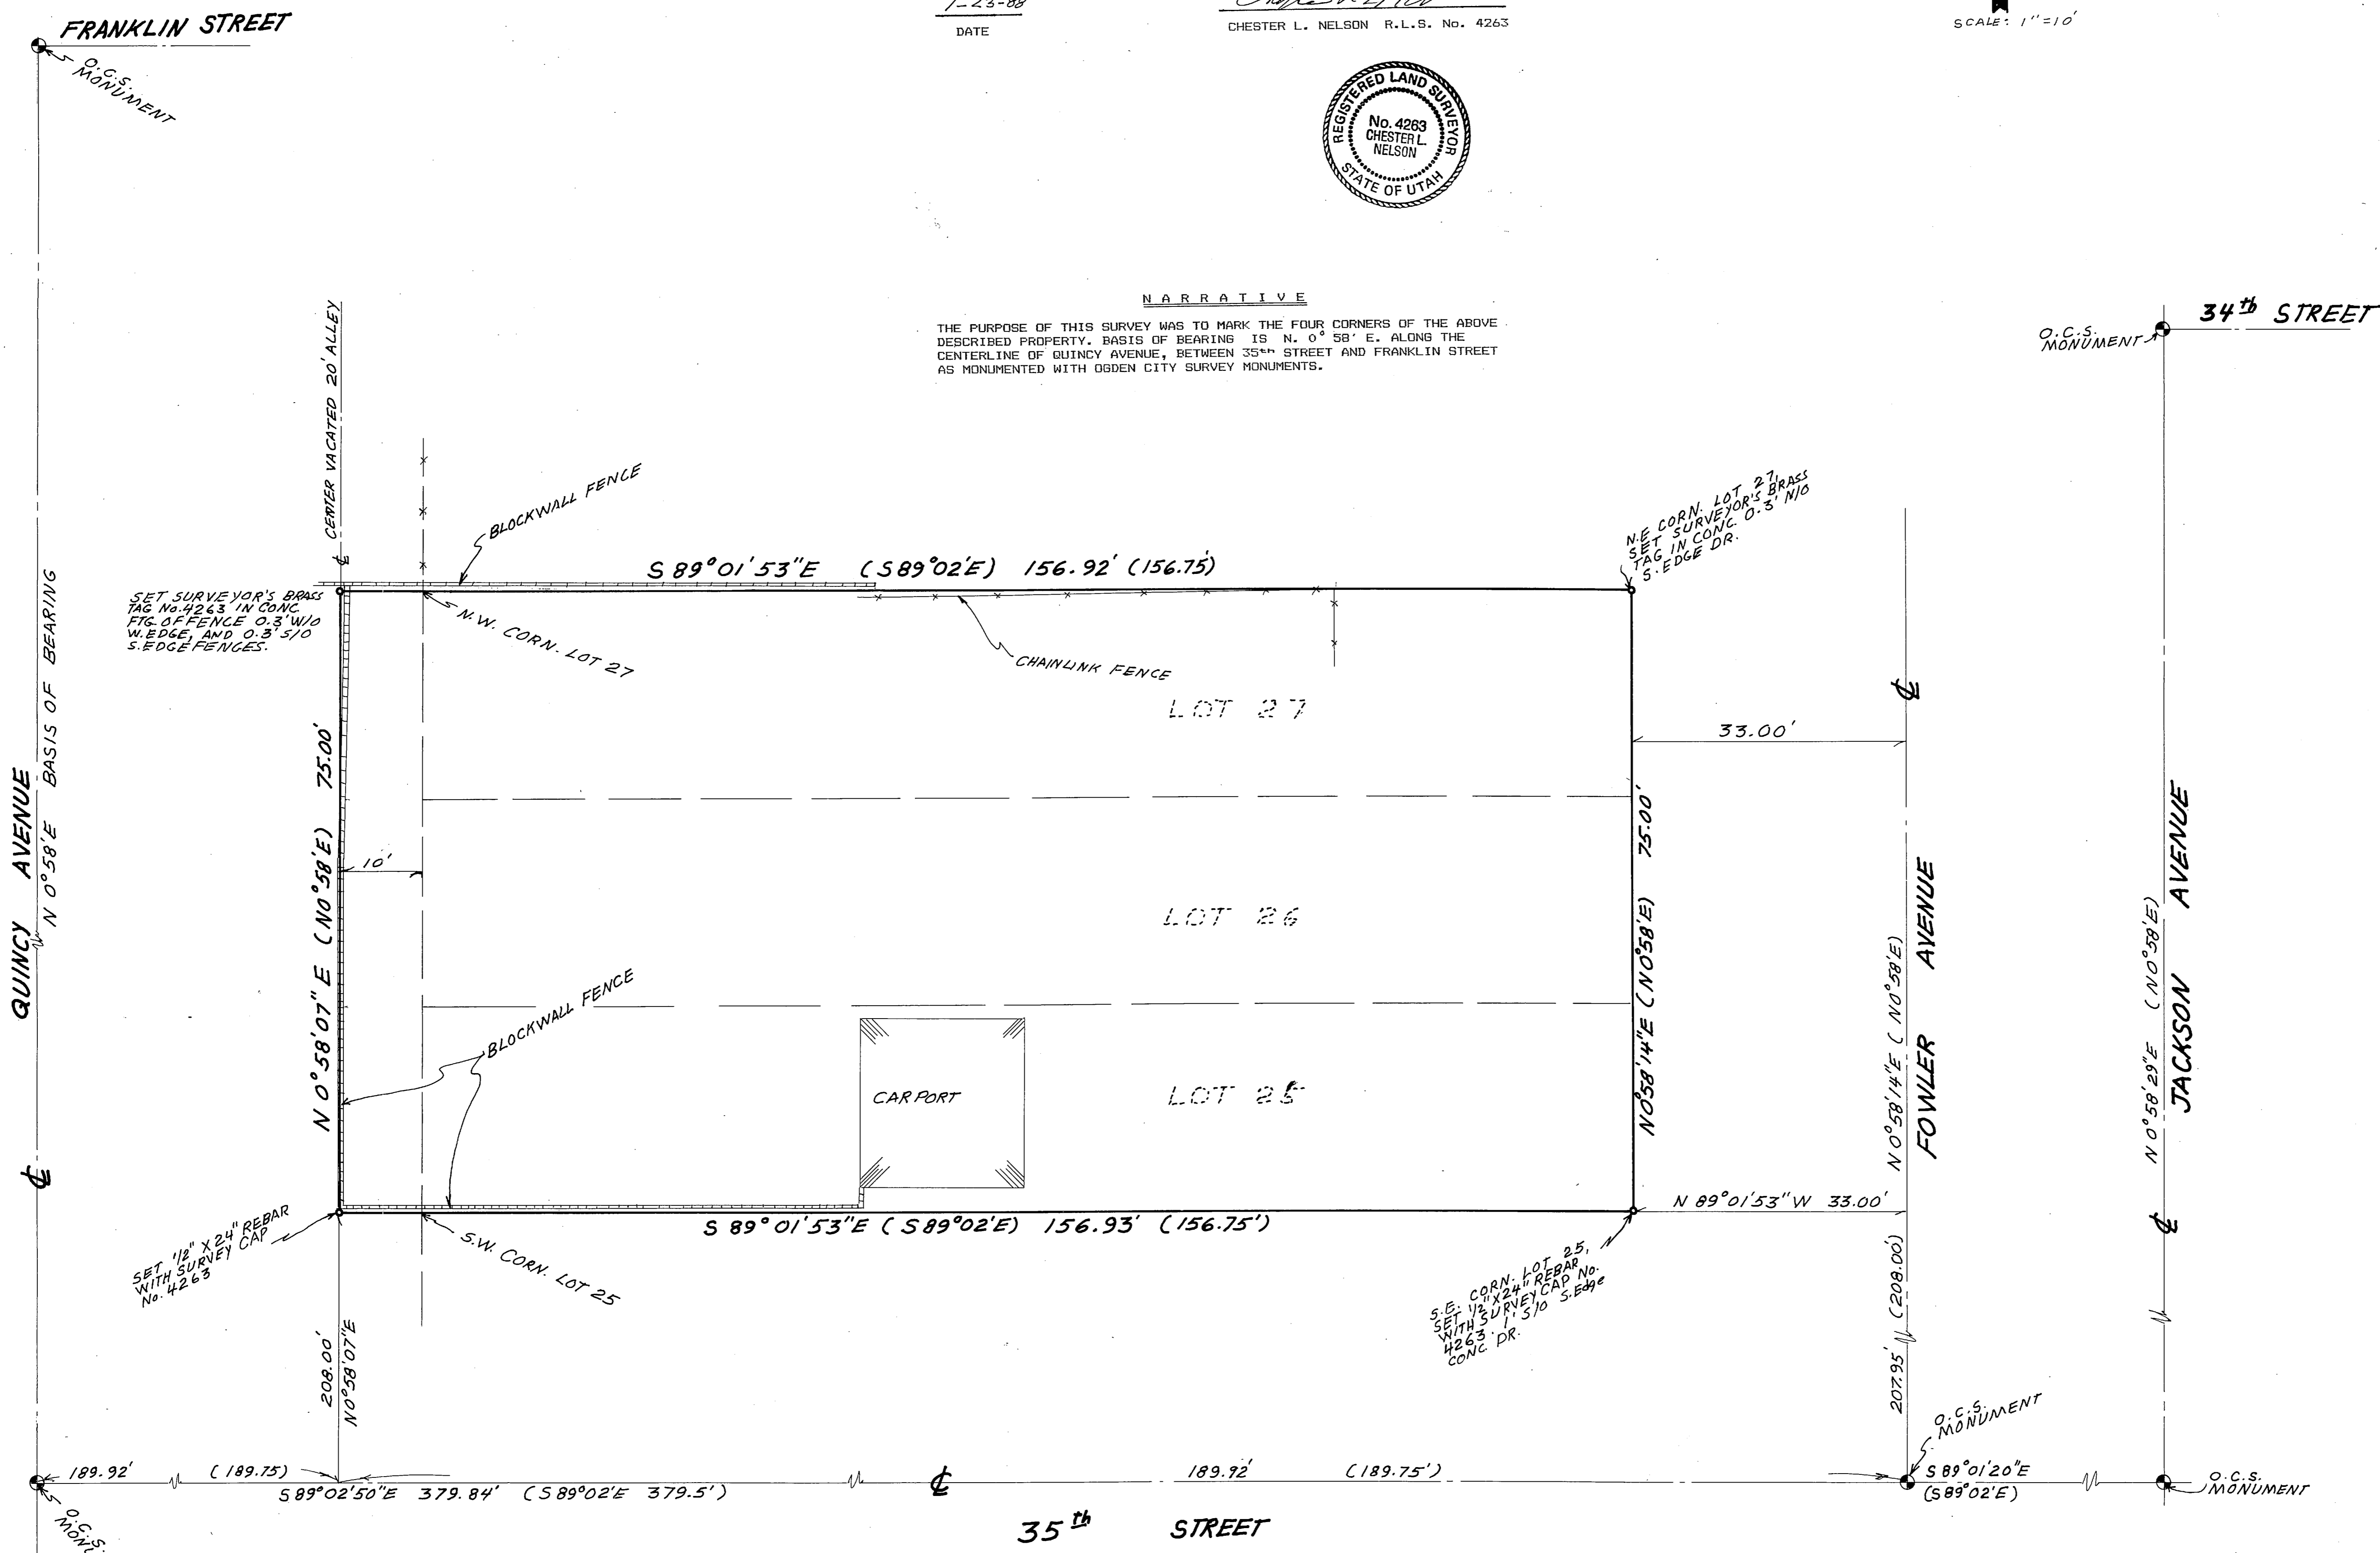 7-25-88
DATE
CHESTER L. NELSON R.L.S. No. 4263
SCALE: 1"=10'
REGISTERED LAND SURVEYOR
No. 4263
CHESTER L.
NELSON
STATE OF UTAH
FRANKLIN STREET
O.C.S.
MONUMENT
NARRATIVE
THE PURPOSE OF THIS SURVEY WAS TO MARK THE FOUR CORNERS OF THE ABOVE
DESCRIBED PROPERTY. BASIS OF BEARING IS N. 0° 58' E. ALONG THE
CENTERLINE OF QUINCY AVENUE, BETWEEN 35th STREET AND FRANKLIN STREET
AS MONUMENTED WITH OGDEN CITY SURVEY MONUMENTS.
34th STREET
O.C.S.
MONUMENT
CENTER VACATED 20' ALLEY
BLOCKWALL FENCE
S 89°01'53"E (S89°02'E) 156.92' (156.75')
N.E CORN. LOT 27,
SET SURVEYOR'S BRASS
TAG IN CONC. 0.3' N/O
S. EDGE DR.
SET SURVEYOR'S BRASS
TAG No.4263 IN CONC
FTG. OF FENCE 0.3' W/O
W. EDGE, AND 0.3' S/O
S. EDGE FENCES.
N.W. CORN. LOT 27
CHAINLINK FENCE
LOT 27
33.00'
QUINCY AVENUE
N 0°58'E BASIS OF BEARING
N 0°58'07" E (N0°58'E) 75.00'
10'
LOT 26
N0°58'14"E (N0°58'E) 75.00'
BLOCKWALL FENCE
CARPORT
LOT 25
N 0°58'14"E (N0°58'E)
FOWLER AVENUE
N 0°58'29"E (N0°58'E)
JACKSON AVENUE
N 89°01'53"W 33.00'
S 89°01'53"E (S89°02'E) 156.93' (156.75')
SET 1/2" X 24" REBAR
WITH SURVEY CAP
No. 4263
S.W. CORN. LOT 25
S.E. CORN. LOT 25,
SET 1/2" X 24" REBAR
WITH SURVEY CAP No.
4263. 1' S/O S. Edge
CONC DR.
208.00'
N0°58'07"E
207.95' (208.00')
O.C.S.
MONUMENT
189.92' (189.75)
189.92' (189.75')
S 89°01'20"E
(S89°02'E)
O.C.S.
MONUMENT
S89°02'50"E 379.84' (S89°02'E 379.5')
O.C.S.
35th STREET